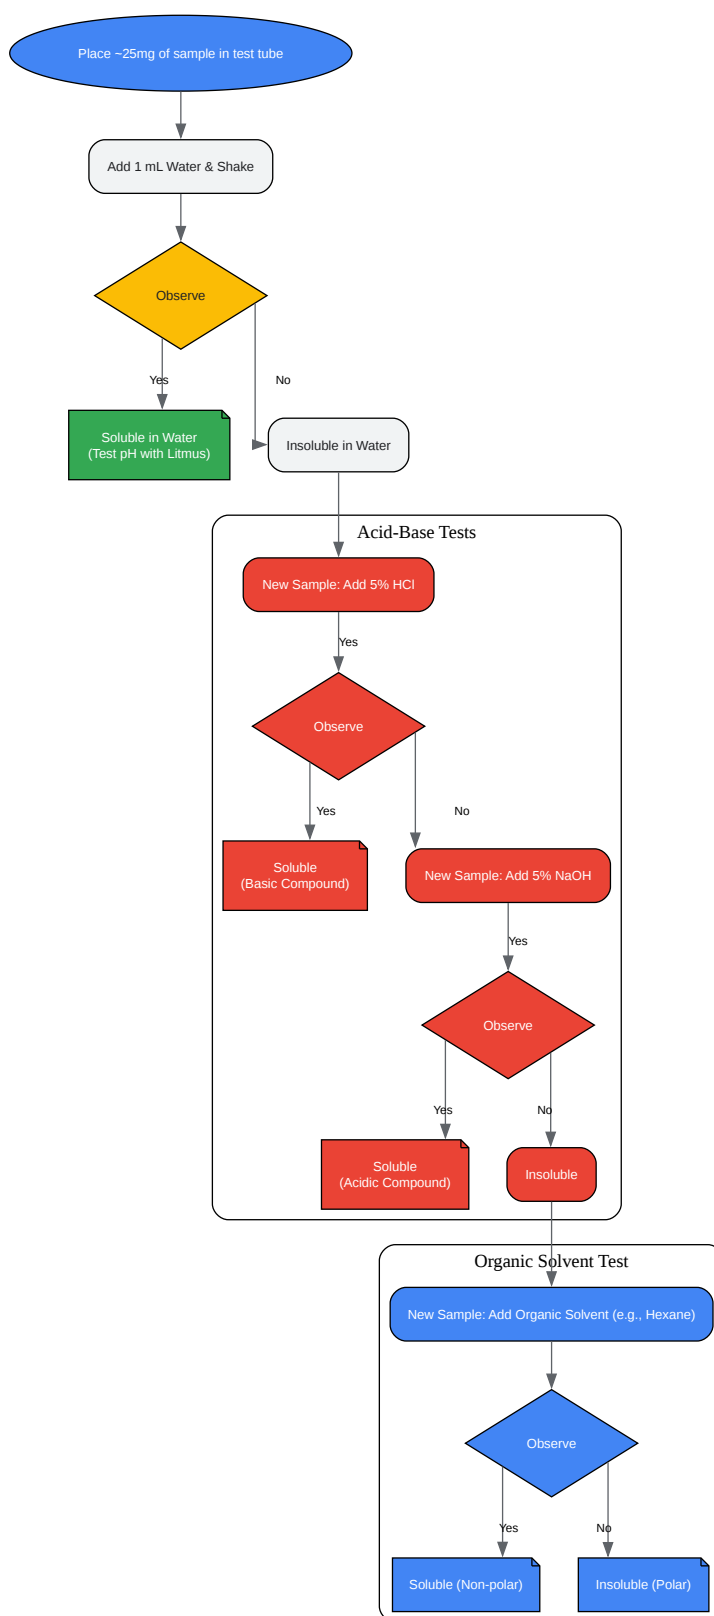 Place ~25mg of sample in test tube
Add 1 mL Water & Shake
Observe
Yes
No
Soluble in Water
(Test pH with Litmus)
Insoluble in Water
Acid-Base Tests
New Sample: Add 5% HCl
Yes
Observe
Yes
No
Soluble
(Basic Compound)
New Sample: Add 5% NaOH
Yes
Observe
Yes
No
Soluble
(Acidic Compound)
Insoluble
Organic Solvent Test
New Sample: Add Organic Solvent (e.g., Hexane)
Observe
Yes
No
Soluble (Non-polar)
Insoluble (Polar)